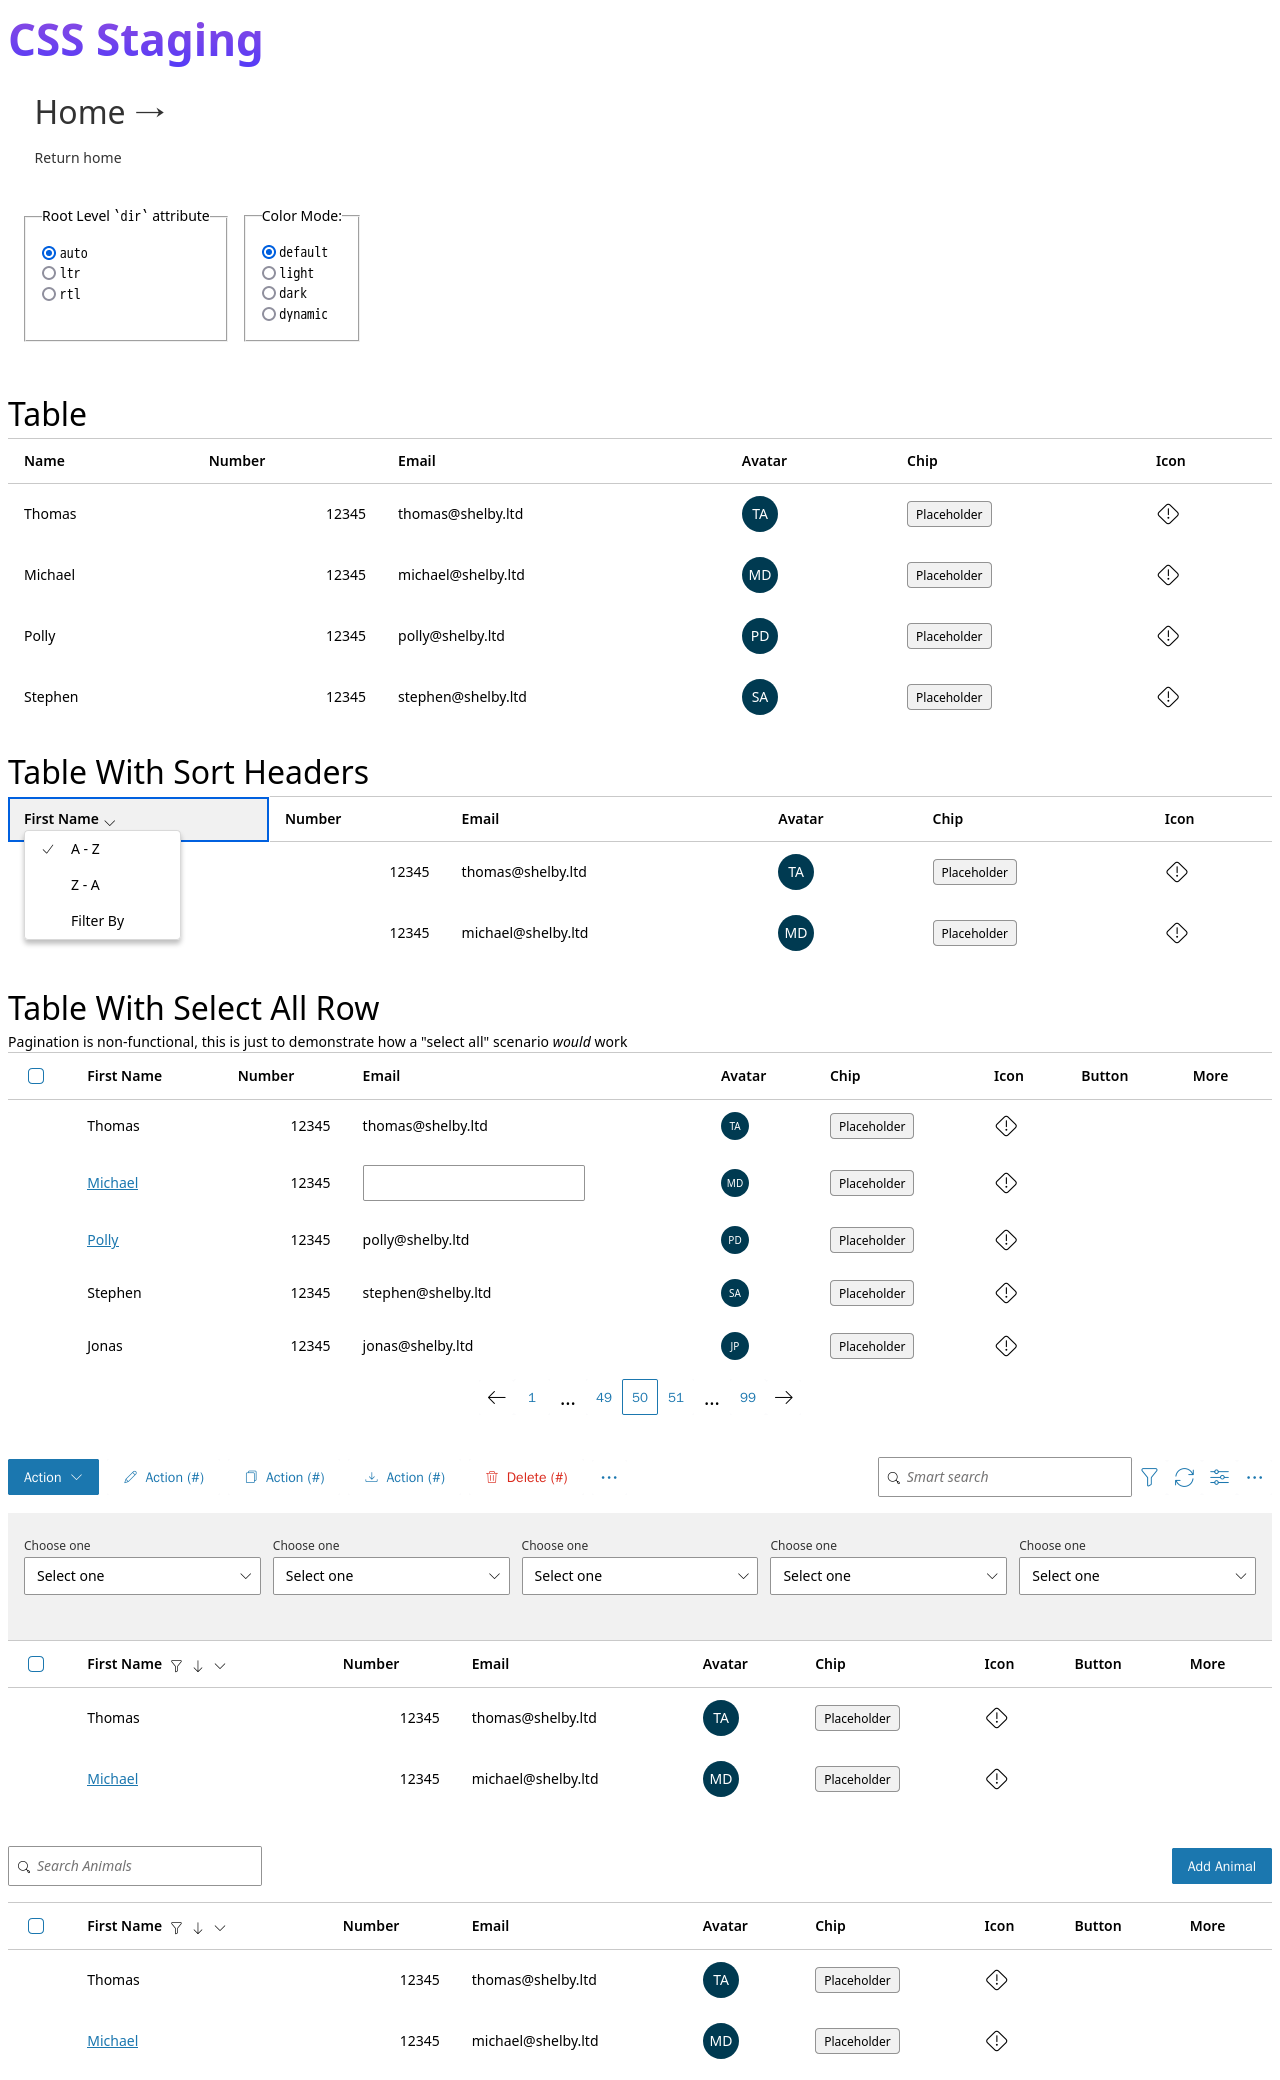 CSS Staging
Home →
Return home
Root Level `dir` attribute
auto
ltr
rtl
Color Mode:
default
light
dark
dynamic
Table
Name Number Email Avatar Chip Icon
Thomas 12345 thomas@shelby.ltd TA Placeholder
Michael 12345 michael@shelby.ltd MD Placeholder
Polly 12345 polly@shelby.ltd PD Placeholder
Stephen 12345 stephen@shelby.ltd SA Placeholder
Table With Sort Headers
First Name Number Email Avatar Chip Icon
A - Z
Z - A
Filter By
12345 thomas@shelby.ltd TA Placeholder
12345 michael@shelby.ltd MD Placeholder
Table With Select All Row
Pagination is non-functional, this is just to demonstrate how a "select all" scenario would work
First Name Number Email Avatar Chip Icon Button More
Thomas 12345 thomas@shelby.ltd TA Placeholder
Michael 12345 MD Placeholder
Polly 12345 polly@shelby.ltd PD Placeholder
Stephen 12345 stephen@shelby.ltd SA Placeholder
Jonas 12345 jonas@shelby.ltd JP Placeholder
1 ... 49 50 51 ... 99
Action Action (#) Action (#) Action (#) Delete (#) Smart search
Choose one Choose one Choose one Choose one Choose one
Select one Select one Select one Select one Select one
First Name Number Email Avatar Chip Icon Button More
Thomas 12345 thomas@shelby.ltd TA Placeholder
Michael 12345 michael@shelby.ltd MD Placeholder
Search Animals Add Animal
First Name Number Email Avatar Chip Icon Button More
Thomas 12345 thomas@shelby.ltd TA Placeholder
Michael 12345 michael@shelby.ltd MD Placeholder